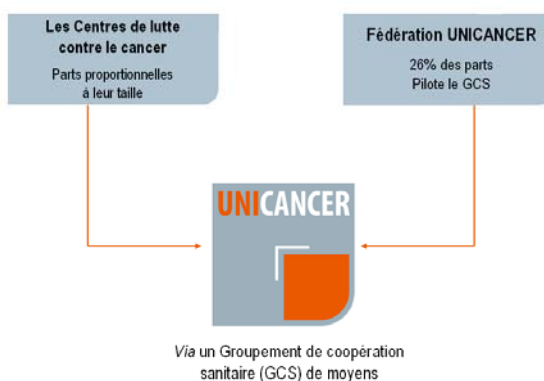 Les Centres de lutte
contre le cancer
Parts proportionnelles
à leur taille
Fédération UNICANCER
26% des parts
Pilote le GCS
UNICANCER
Via un Groupement de coopération
sanitaire (GCS) de moyens